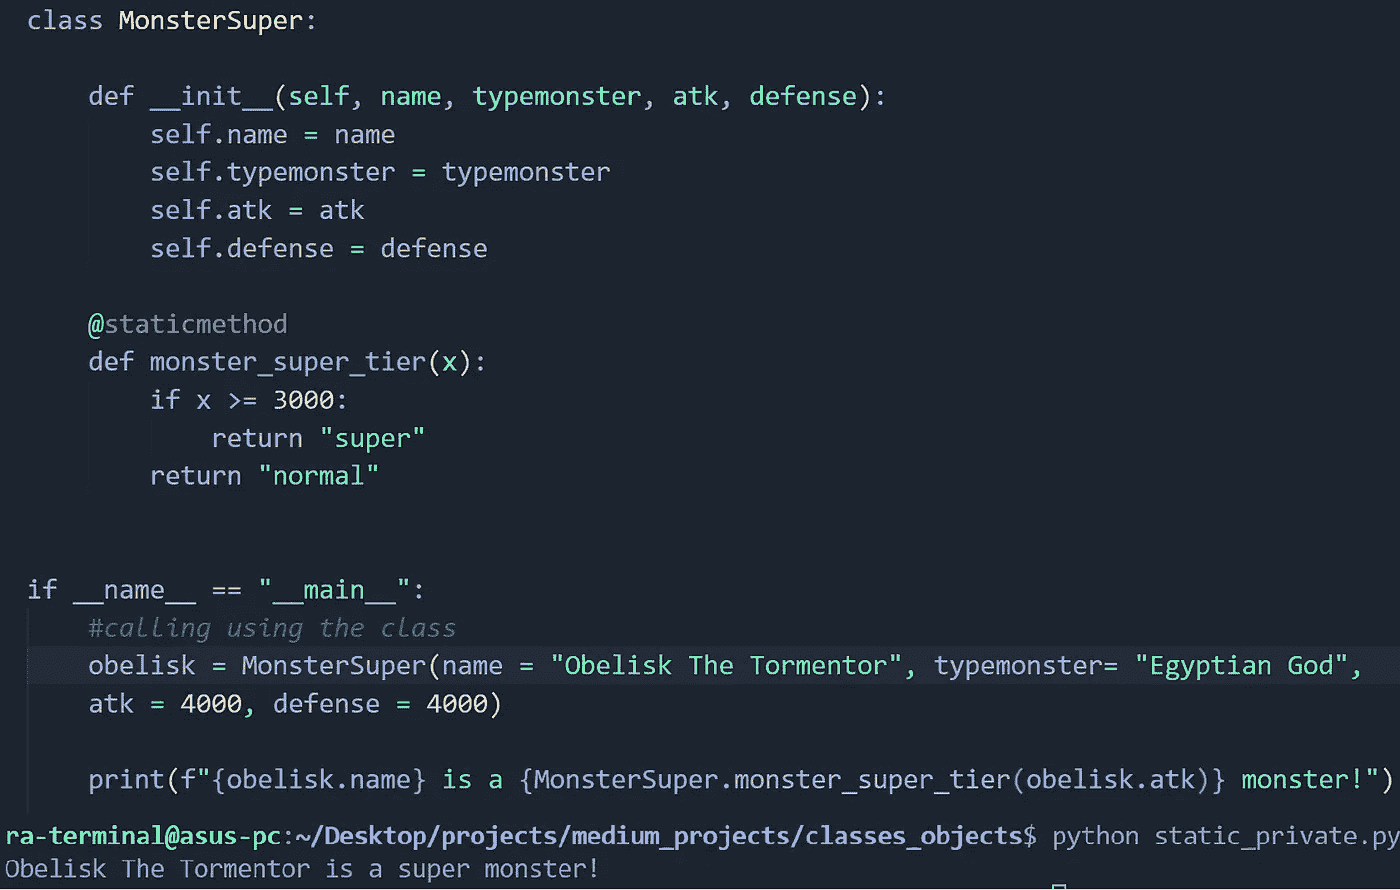 class MonsterSuper:
def __init__(self, name, typemonster, atk, defense):
self.name = name
self.typemonster = typemonster
self.atk = atk
self.defense = defense
@staticmethod
def monster_super_tier(x):
if x >= 3000:
return "super"
return "normal"
if __name__ == "__main__":
#calling using the class
obelisk = MonsterSuper(name = "Obelisk The Tormentor", typemonster= "Egyptian God",
atk = 4000, defense = 4000)
print(f"{obelisk.name} is a {MonsterSuper.monster_super_tier(obelisk.atk)} monster!")
ra-terminal@asus-pc:~/Desktop/projects/medium_projects/classes_objects$ python static_private.py
Obelisk The Tormentor is a super monster!